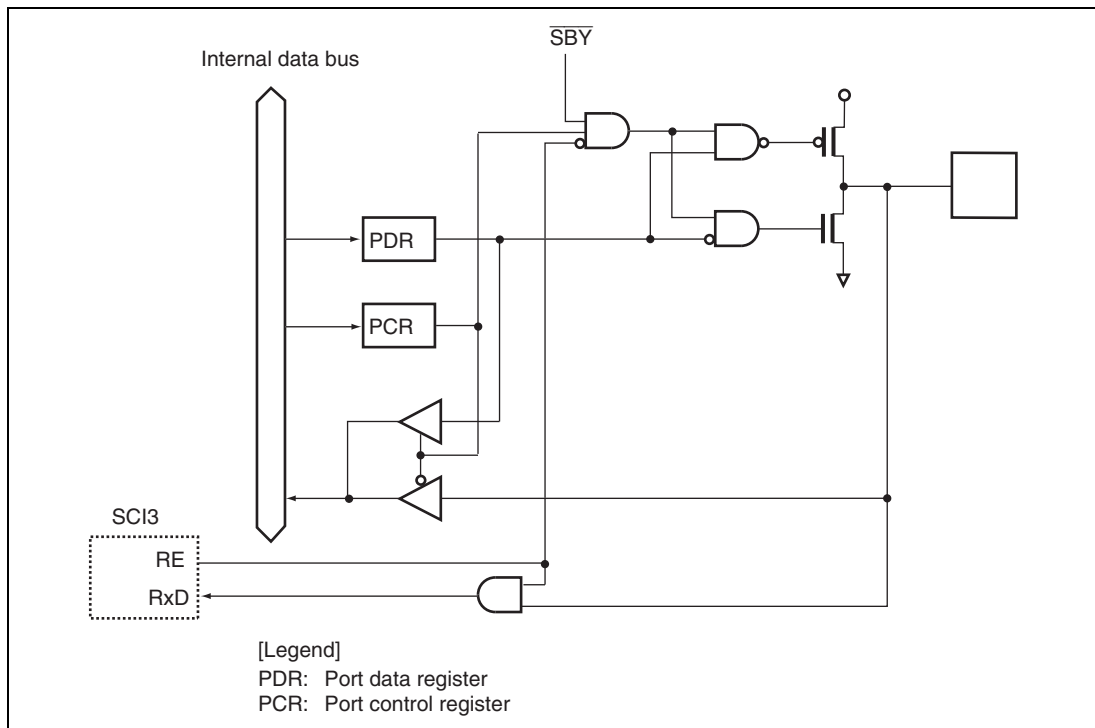 SBY
Internal data bus
PDR
PCR
SCI3
RE
RxD
[Legend]
PDR: Port data register
PCR: Port control register